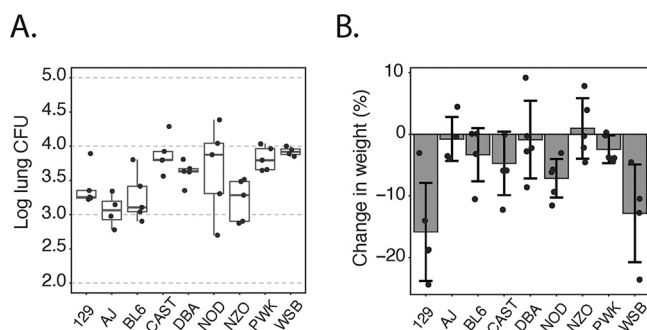 A.
Log lung CFU
5.0
4.5
4.0
3.5
3.0
2.5
2.0
129 AJ BL6 CAST DBA NOD NZO PWK WSB
B.
Change in weight (%)
10
0
−10
−20
129 AJ BL6 CAST DBA NOD NZO PWK WSB